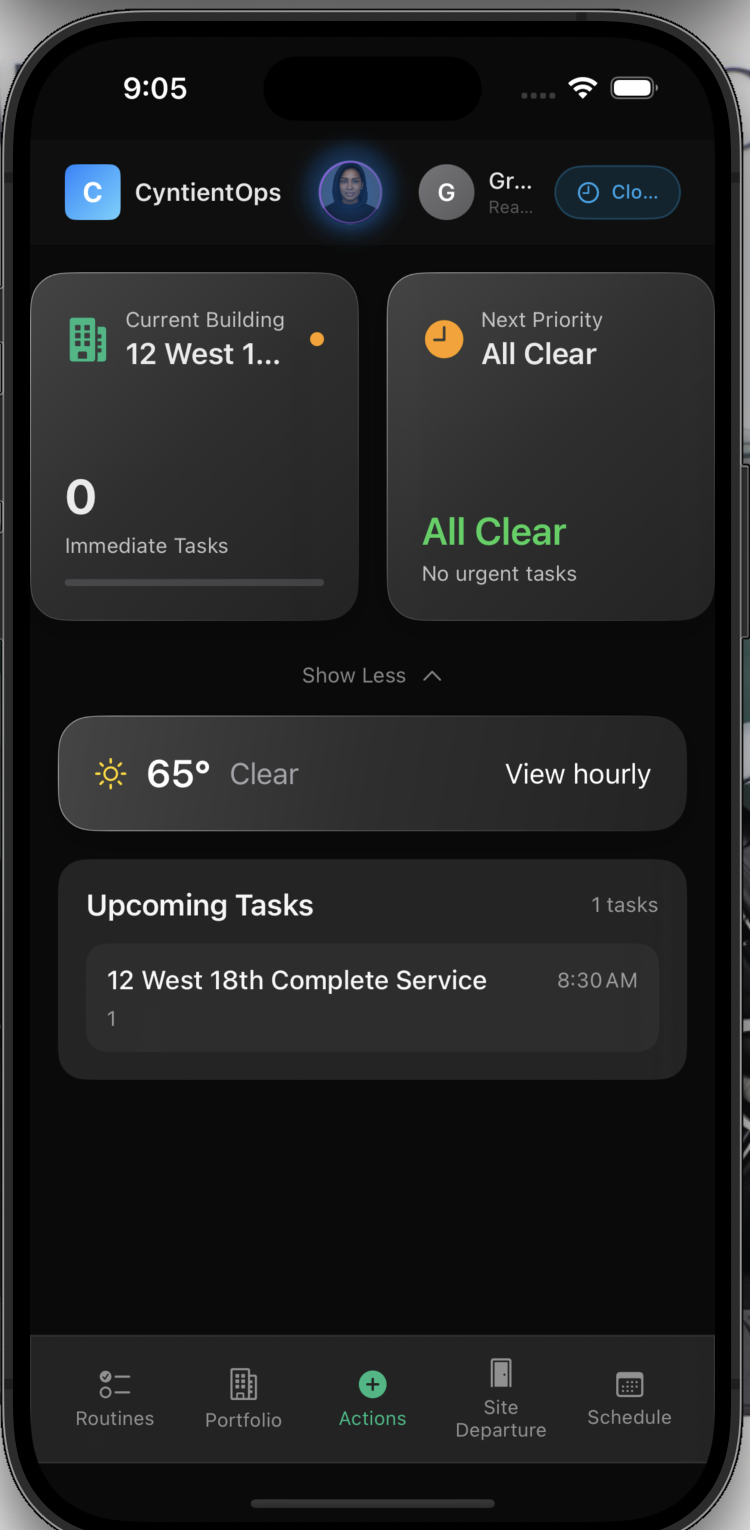 9:05
C
CyntientOps
G
Gr...
Rea...
Clo...
Current Building
12 West 1...
0
Immediate Tasks
Next Priority
All Clear
All Clear
No urgent tasks
Show Less
65° Clear
View hourly
Upcoming Tasks
1 tasks
12 West 18th Complete Service
8:30 AM
1
Routines
Portfolio
Actions
Site
Departure
Schedule